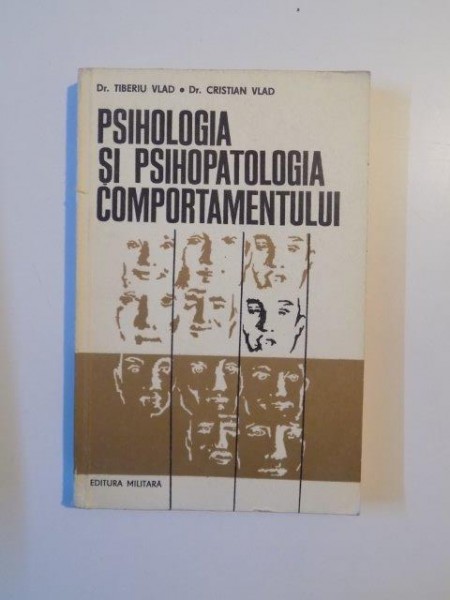 Dr. TIBERIU VLAD • Dr. CRISTIAN VLAD
PSIHOLOGIA
ȘI PSIHOPATOLOGIA
COMPORTAMENTULUI
EDITURA MILITARĂ